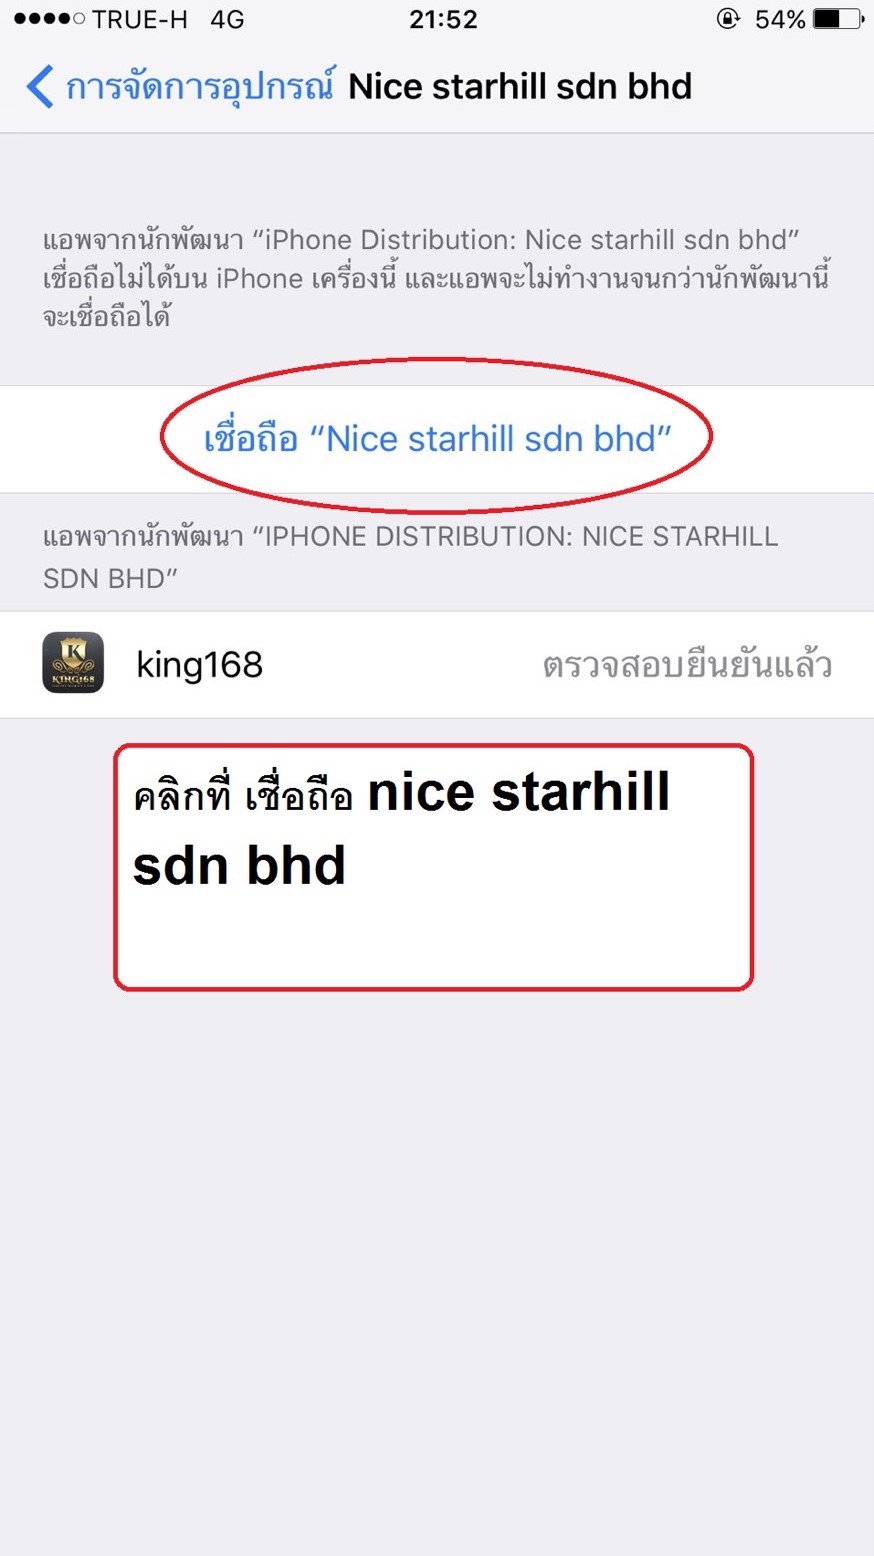 TRUE-H 4G 21:52 54%
การจัดการอุปกรณ์ Nice starhill sdn bhd
แอพจากนักพัฒนา “iPhone Distribution: Nice starhill sdn bhd”
เชื่อถือไม่ได้บน iPhone เครื่องนี้ และแอพจะไม่ทำงานจนกว่านักพัฒนานี้
จะเชื่อถือได้
เชื่อถือ “Nice starhill sdn bhd”
แอพจากนักพัฒนา “IPHONE DISTRIBUTION: NICE STARHILL
SDN BHD”
K
KING168
king168 ตรวจสอบยืนยันแล้ว
คลิกที่ เชื่อถือ nice starhill
sdn bhd